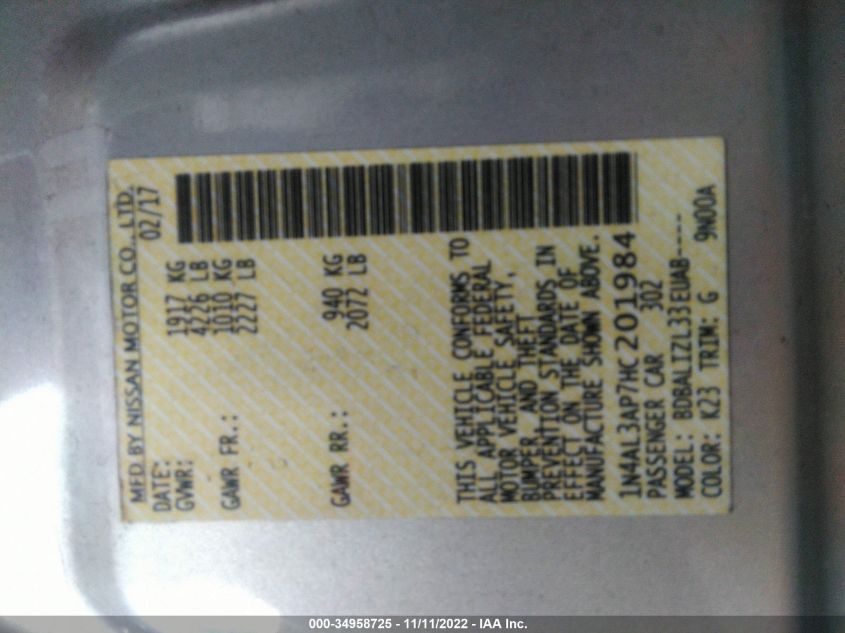 MFD BY NISSAN MOTOR CO., LTD.
DATE: 02/17
GVWR: 1917 KG
4226 LB
GAWR FR.: 1010 KG
2227 LB
GAWR RR.: 940 KG
2072 LB
THIS VEHICLE CONFORMS TO
ALL APPLICABLE FEDERAL
MOTOR VEHICLE SAFETY,
BUMPER, AND THEFT
PREVENTION STANDARDS IN
EFFECT ON THE DATE OF
MANUFACTURE SHOWN ABOVE.
1N4AL3AP7HC201984
PASSENGER CAR 302
MODEL: BDBALIZL33EUAB----
COLOR: K23 TRIM: G 9N00A
000-34958725 - 11/11/2022 - IAA Inc.